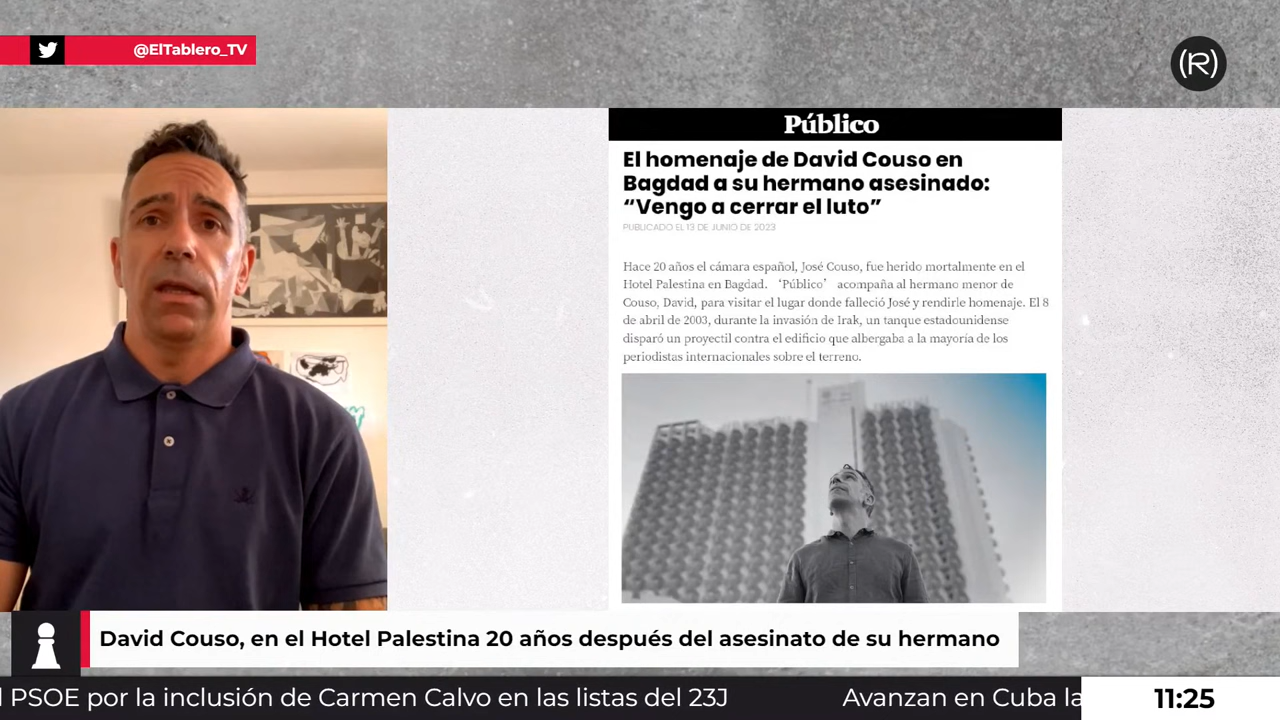 @ElTablero_TV
(R)
Público
El homenaje de David Couso en
Bagdad a su hermano asesinado:
“Vengo a cerrar el luto”
PUBLICADO EL 13 DE JUNIO DE 2023
Hace 20 años el cámara español, José Couso, fue herido mortalmente en el
Hotel Palestina en Bagdad. ‘Público’ acompaña al hermano menor de
Couso, David, para visitar el lugar donde falleció José y rendirle homenaje. El 8
de abril de 2003, durante la invasión de Irak, un tanque estadounidense
disparó un proyectil contra el edificio que albergaba a la mayoría de los
periodistas internacionales sobre el terreno.
David Couso, en el Hotel Palestina 20 años después del asesinato de su hermano
l PSOE por la inclusión de Carmen Calvo en las listas del 23J Avanzan en Cuba la
11:25